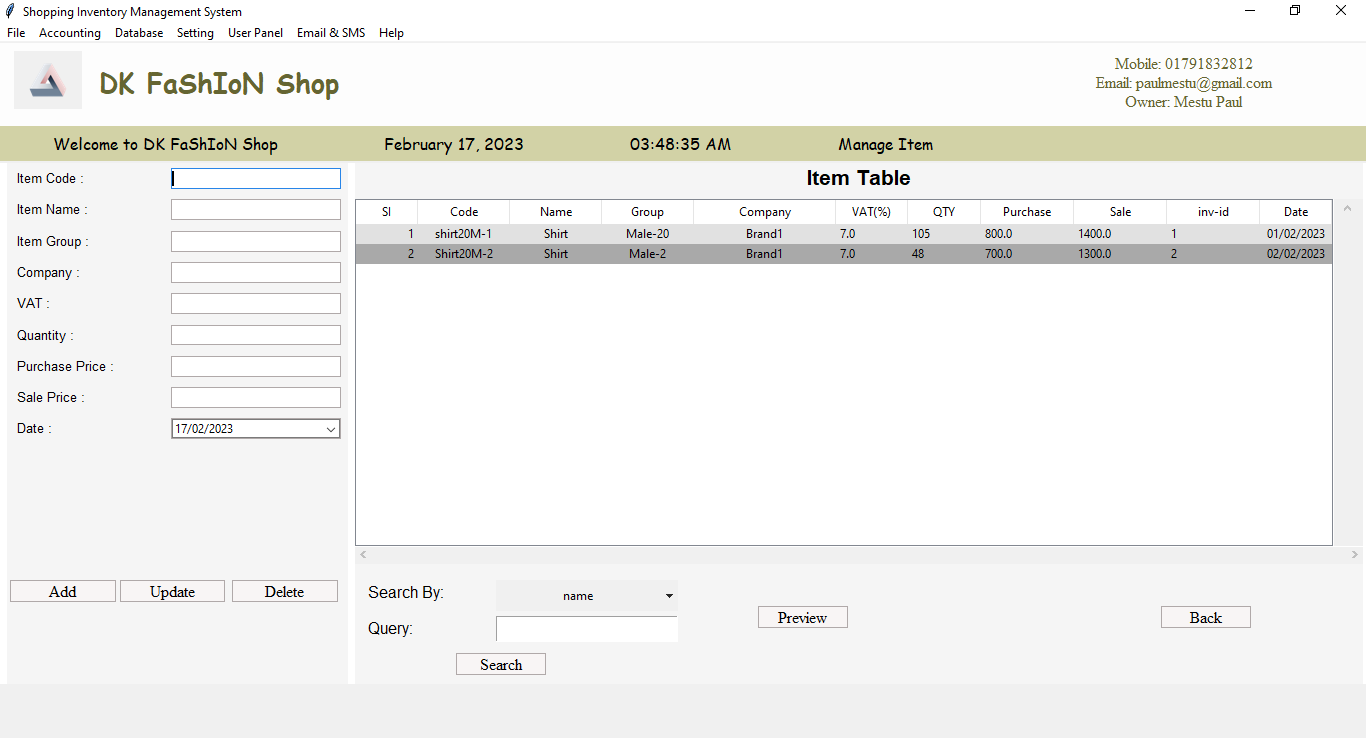 Shopping Inventory Management System
File Accounting Database Setting User Panel Email & SMS Help
DK FaShIoN Shop
Mobile: 01791832812
Email: paulmestu@gmail.com
Owner: Mestu Paul
Welcome to DK FaShIoN Shop February 17, 2023 03:48:35 AM Manage Item
Item Code :
Item Name :
Item Group :
Company :
VAT :
Quantity :
Purchase Price :
Sale Price :
Date : 17/02/2023
Add Update Delete
Item Table
Sl Code Name Group Company VAT(%) QTY Purchase Sale inv-id Date
1 shirt20M-1 Shirt Male-20 Brand1 7.0 105 800.0 1400.0 1 01/02/2023
2 Shirt20M-2 Shirt Male-2 Brand1 7.0 48 700.0 1300.0 2 02/02/2023
Search By: name
Query:
Search
Preview
Back